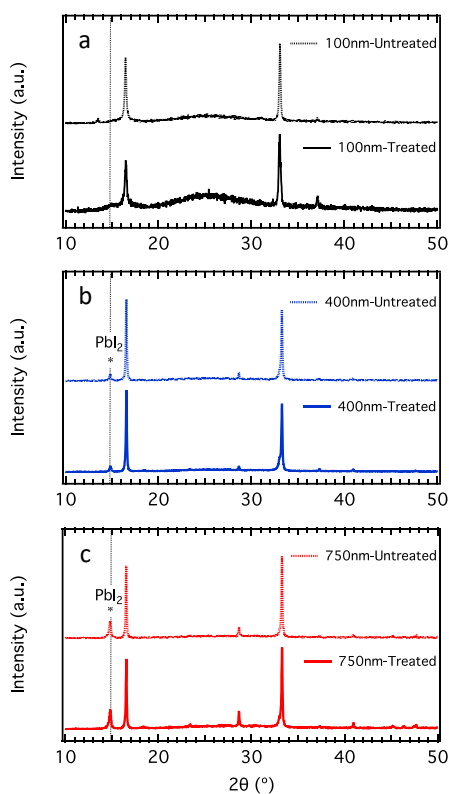 a
100nm-Untreated
100nm-Treated
Intensity (a.u.)
10 20 30 40 50
b
400nm-Untreated
PbI₂
*
400nm-Treated
Intensity (a.u.)
10 20 30 40 50
c
750nm-Untreated
PbI₂
*
750nm-Treated
Intensity (a.u.)
10 20 30 40 50
2θ (°)